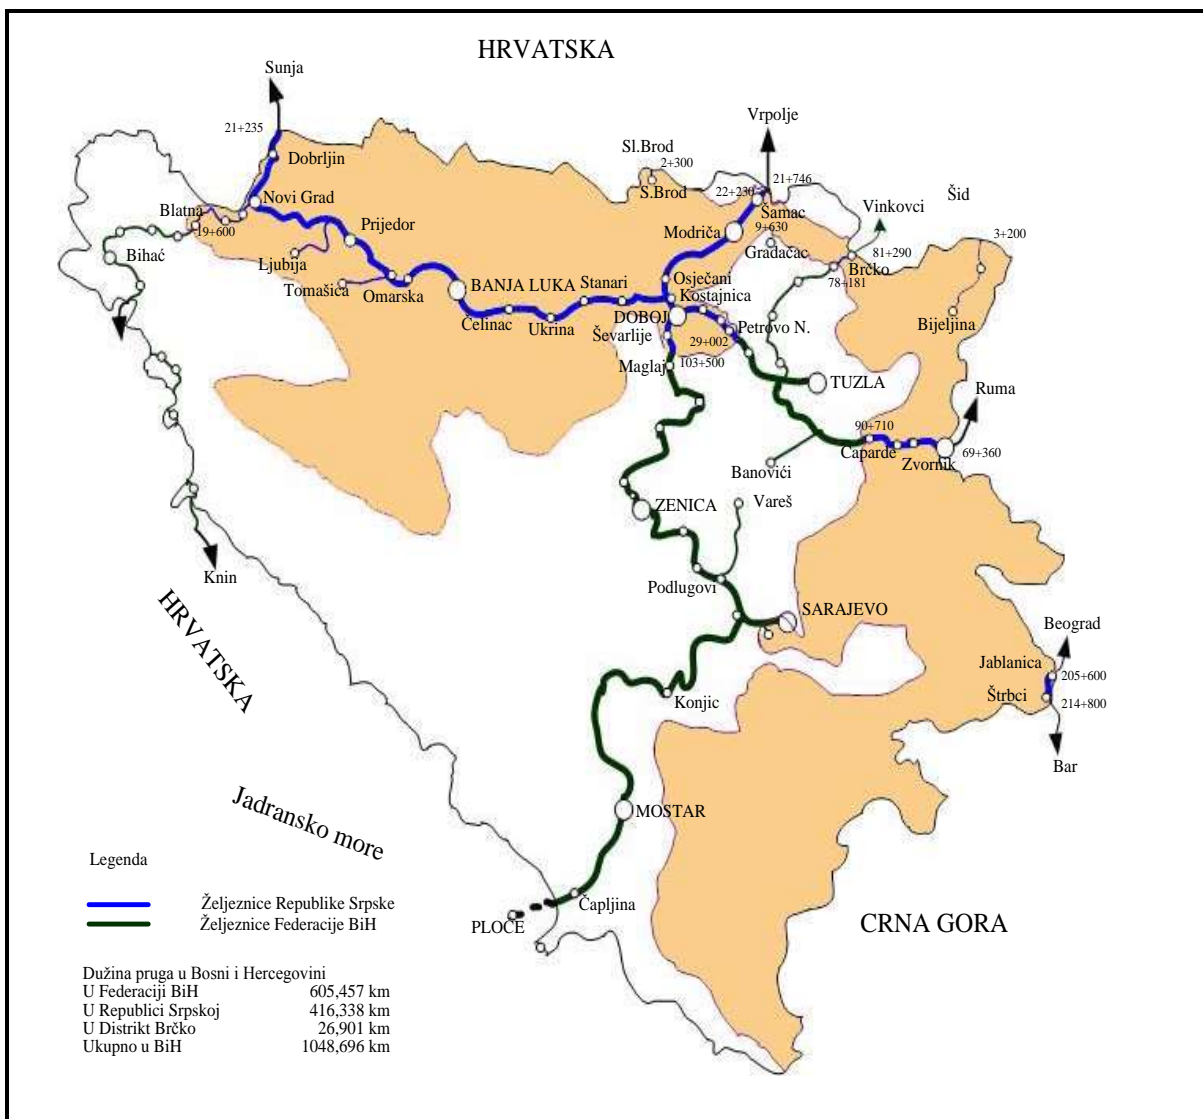 HRVATSKA
Sunja
Vrpolje
21+235
Sl.Brod
2+300
21+746
Dobrljin
S.Brod
22+230
Šid
Novi Grad
Šamac
Vinkovci
Blatna
9+630
3+200
19+600
Prijedor
Modriča
Gradačac
81+290
Bihać
Ljubija
Brčko
78+181
Tomašica
Omarska
BANJA LUKA
Stanari
Osječani
Kostajnica
Čelinac
Ukrina
DOBOJ
Bijeljina
Ševarlije
29+002
Petrovo N.
Maglaj
103+500
TUZLA
Ruma
90+710
Caparde
Zvornik
69+360
Banovići
ZENICA
Vareš
Knin
Podlugovi
HRVATSKA
SARAJEVO
Beograd
Jablanica
205+600
Štrbci
214+800
Konjic
Bar
Jadransko more
MOSTAR
Legenda
Željeznice Republike Srpske
Željeznice Federacije BiH
Čapljina
PLOČE
CRNA GORA
Dužina pruga u Bosni i Hercegovini
U Federaciji BiH 605,457 km
U Republici Srpskoj 416,338 km
U Distrikt Brčko 26,901 km
Ukupno u BiH 1048,696 km